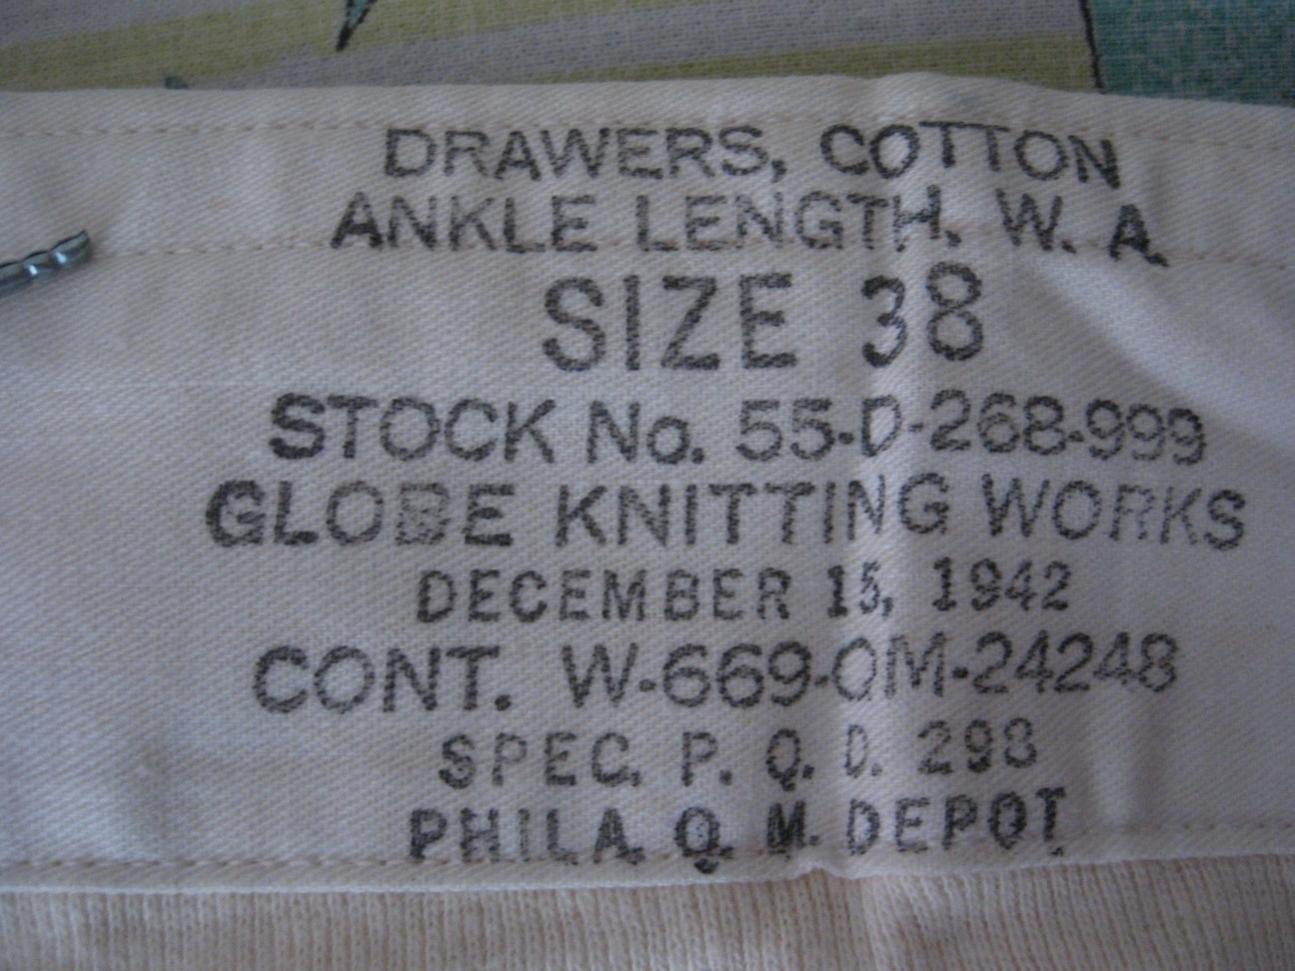 DRAWERS, COTTON
ANKLE LENGTH. W. A.
SIZE 38
STOCK No. 55-D-268-999
GLOBE KNITTING WORKS
DECEMBER 15, 1942
CONT. W-669-QM-24248
SPEC. P. Q. D. 298
PHILA. Q. M. DEPOT